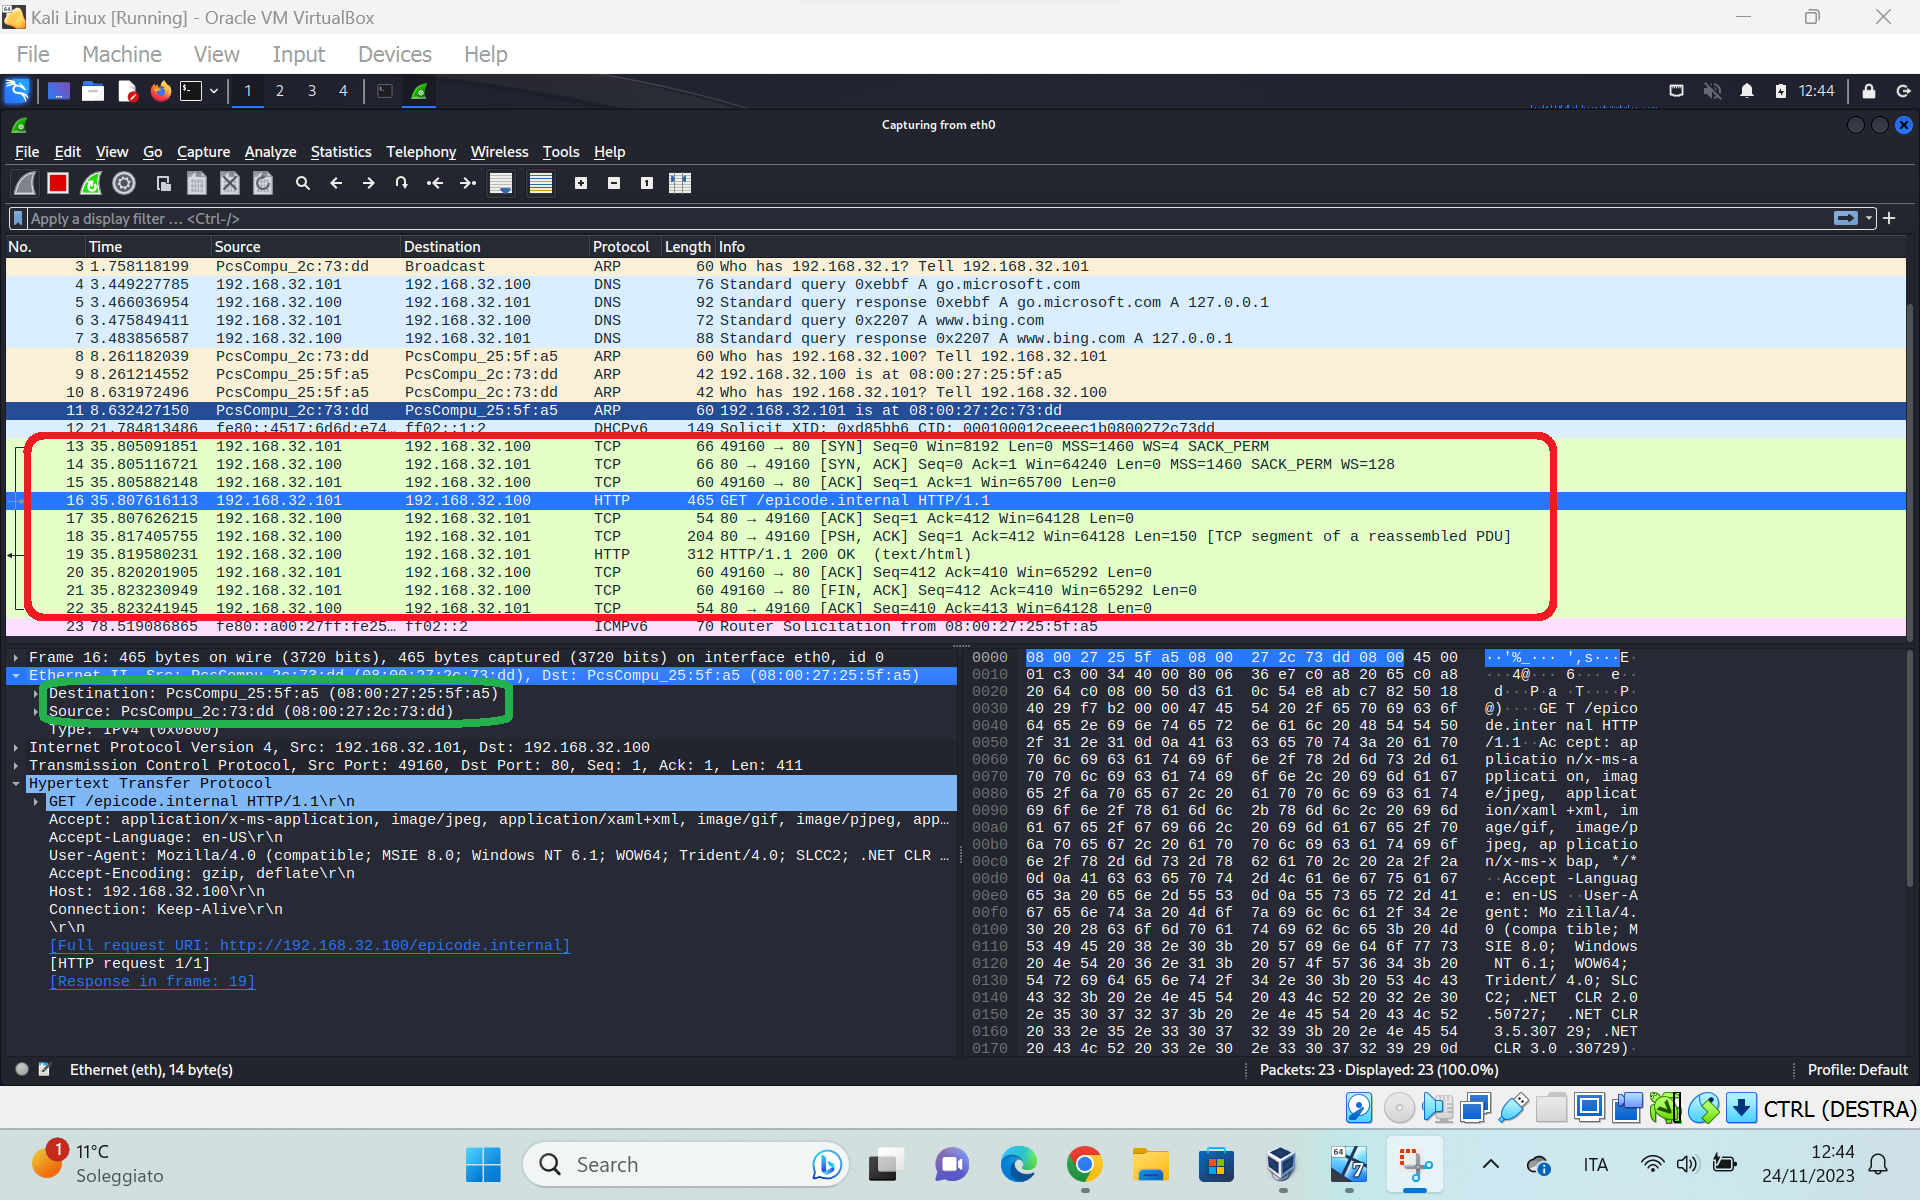 Kali Linux [Running] - Oracle VM VirtualBox
File Machine View Input Devices Help
1 2 3 4 12:44
Capturing from eth0
File Edit View Go Capture Analyze Statistics Telephony Wireless Tools Help
Apply a display filter … <Ctrl-/>
No. Time Source Destination Protocol Length Info
3 1.758118199 PcsCompu_2c:73:dd Broadcast ARP 60 Who has 192.168.32.1? Tell 192.168.32.101
4 3.449227785 192.168.32.101 192.168.32.100 DNS 76 Standard query 0xebbf A go.microsoft.com
5 3.466036954 192.168.32.100 192.168.32.101 DNS 92 Standard query response 0xebbf A go.microsoft.com A 127.0.0.1
6 3.475849411 192.168.32.101 192.168.32.100 DNS 72 Standard query 0x2207 A www.bing.com
7 3.483856587 192.168.32.100 192.168.32.101 DNS 88 Standard query response 0x2207 A www.bing.com A 127.0.0.1
8 8.261182039 PcsCompu_2c:73:dd PcsCompu_25:5f:a5 ARP 60 Who has 192.168.32.100? Tell 192.168.32.101
9 8.261214552 PcsCompu_25:5f:a5 PcsCompu_2c:73:dd ARP 42 192.168.32.100 is at 08:00:27:25:5f:a5
10 8.631972496 PcsCompu_25:5f:a5 PcsCompu_2c:73:dd ARP 42 Who has 192.168.32.101? Tell 192.168.32.100
11 8.632427150 PcsCompu_2c:73:dd PcsCompu_25:5f:a5 ARP 60 192.168.32.101 is at 08:00:27:2c:73:dd
12 21.784813486 fe80::4517:6d6d:e74… ff02::1:2 DHCPv6 149 Solicit XID: 0xd85bb6 CID: 000100012ceeec1b0800272c73dd
13 35.805091851 192.168.32.101 192.168.32.100 TCP 66 49160 → 80 [SYN] Seq=0 Win=8192 Len=0 MSS=1460 WS=4 SACK_PERM
14 35.805116721 192.168.32.100 192.168.32.101 TCP 66 80 → 49160 [SYN, ACK] Seq=0 Ack=1 Win=64240 Len=0 MSS=1460 SACK_PERM WS=128
15 35.805882148 192.168.32.101 192.168.32.100 TCP 60 49160 → 80 [ACK] Seq=1 Ack=1 Win=65700 Len=0
16 35.807616113 192.168.32.101 192.168.32.100 HTTP 465 GET /epicode.internal HTTP/1.1
17 35.807626215 192.168.32.100 192.168.32.101 TCP 54 80 → 49160 [ACK] Seq=1 Ack=412 Win=64128 Len=0
18 35.817405755 192.168.32.100 192.168.32.101 TCP 204 80 → 49160 [PSH, ACK] Seq=1 Ack=412 Win=64128 Len=150 [TCP segment of a reassembled PDU]
19 35.819580231 192.168.32.100 192.168.32.101 HTTP 312 HTTP/1.1 200 OK (text/html)
20 35.820201905 192.168.32.101 192.168.32.100 TCP 60 49160 → 80 [ACK] Seq=412 Ack=410 Win=65292 Len=0
21 35.823230949 192.168.32.101 192.168.32.100 TCP 60 49160 → 80 [FIN, ACK] Seq=412 Ack=410 Win=65292 Len=0
22 35.823241945 192.168.32.100 192.168.32.101 TCP 54 80 → 49160 [ACK] Seq=410 Ack=413 Win=64128 Len=0
23 78.519086865 fe80::a00:27ff:fe25… ff02::2 ICMPv6 70 Router Solicitation from 08:00:27:25:5f:a5
Frame 16: 465 bytes on wire (3720 bits), 465 bytes captured (3720 bits) on interface eth0, id 0
Ethernet II, Src: PcsCompu_2c:73:dd (08:00:27:2c:73:dd), Dst: PcsCompu_25:5f:a5 (08:00:27:25:5f:a5)
Destination: PcsCompu_25:5f:a5 (08:00:27:25:5f:a5)
Source: PcsCompu_2c:73:dd (08:00:27:2c:73:dd)
Type: IPv4 (0x0800)
Internet Protocol Version 4, Src: 192.168.32.101, Dst: 192.168.32.100
Transmission Control Protocol, Src Port: 49160, Dst Port: 80, Seq: 1, Ack: 1, Len: 411
Hypertext Transfer Protocol
GET /epicode.internal HTTP/1.1\r\n
Accept: application/x-ms-application, image/jpeg, application/xaml+xml, image/gif, image/pjpeg, app…
Accept-Language: en-US\r\n
User-Agent: Mozilla/4.0 (compatible; MSIE 8.0; Windows NT 6.1; WOW64; Trident/4.0; SLCC2; .NET CLR …
Accept-Encoding: gzip, deflate\r\n
Host: 192.168.32.100\r\n
Connection: Keep-Alive\r\n
\r\n
[Full request URI: http://192.168.32.100/epicode.internal]
[HTTP request 1/1]
[Response in frame: 19]
0000 08 00 27 25 5f a5 08 00 27 2c 73 dd 08 00 45 00 ··'%_··· ',s···E·
0010 01 c3 00 34 40 00 80 06 36 e7 c0 a8 20 65 c0 a8 ···4@··· 6··· e··
0020 20 64 c0 08 00 50 d3 61 0c 54 e8 ab c7 82 50 18 d···P·a ·T····P·
0030 40 29 f7 b2 00 00 47 45 54 20 2f 65 70 69 63 6f @)····GE T /epico
0040 64 65 2e 69 6e 74 65 72 6e 61 6c 20 48 54 54 50 de.inter nal HTTP
0050 2f 31 2e 31 0d 0a 41 63 63 65 70 74 3a 20 61 70 /1.1··Ac cept: ap
0060 70 6c 69 63 61 74 69 6f 6e 2f 78 2d 6d 73 2d 61 plicatio n/x-ms-a
0070 70 70 6c 69 63 61 74 69 6f 6e 2c 20 69 6d 61 67 pplicati on, imag
0080 65 2f 6a 70 65 67 2c 20 61 70 70 6c 69 63 61 74 e/jpeg, applicat
0090 69 6f 6e 2f 78 61 6d 6c 2b 78 6d 6c 2c 20 69 6d ion/xaml +xml, im
00a0 61 67 65 2f 67 69 66 2c 20 69 6d 61 67 65 2f 70 age/gif, image/p
00b0 6a 70 65 67 2c 20 61 70 70 6c 69 63 61 74 69 6f jpeg, ap plicatio
00c0 6e 2f 78 2d 6d 73 2d 78 62 61 70 2c 20 2a 2f 2a n/x-ms-x bap, */*
00d0 0d 0a 41 63 63 65 70 74 2d 4c 61 6e 67 75 61 67 ··Accept -Languag
00e0 65 3a 20 65 6e 2d 55 53 0d 0a 55 73 65 72 2d 41 e: en-US ··User-A
00f0 67 65 6e 74 3a 20 4d 6f 7a 69 6c 6c 61 2f 34 2e gent: Mo zilla/4.
0100 30 20 28 63 6f 6d 70 61 74 69 62 6c 65 3b 20 4d 0 (compa tible; M
0110 53 49 45 20 38 2e 30 3b 20 57 69 6e 64 6f 77 73 SIE 8.0; Windows
0120 20 4e 54 20 36 2e 31 3b 20 57 4f 57 36 34 3b 20 NT 6.1; WOW64;
0130 54 72 69 64 65 6e 74 2f 34 2e 30 3b 20 53 4c 43 Trident/ 4.0; SLC
0140 43 32 3b 20 2e 4e 45 54 20 43 4c 52 20 32 2e 30 C2; .NET CLR 2.0
0150 2e 35 30 37 32 37 3b 20 2e 4e 45 54 20 43 4c 52 .50727; .NET CLR
0160 20 33 2e 35 2e 33 30 37 32 39 3b 20 2e 4e 45 54 3.5.307 29; .NET
0170 20 43 4c 52 20 33 2e 30 2e 33 30 37 32 39 29 0d CLR 3.0 .30729)·
Ethernet (eth), 14 byte(s) Packets: 23 · Displayed: 23 (100.0%) Profile: Default
CTRL (DESTRA)
1 11°C
Soleggiato
Search
64 7
ITA
12:44
24/11/2023